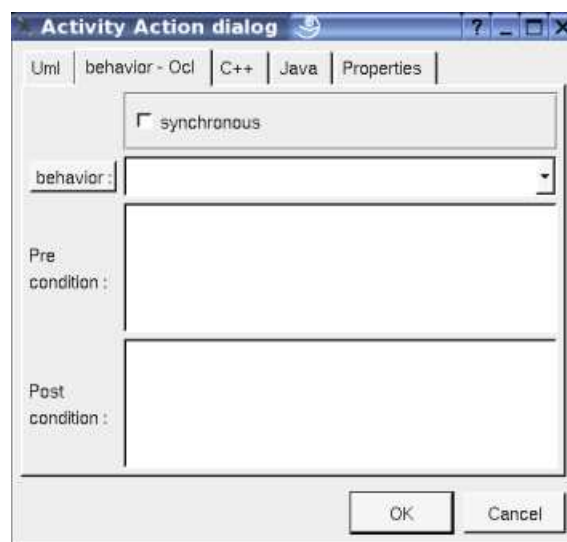 Activity Action dialog ? _ □ X
Uml behavior - Ocl C++ Java Properties
synchronous
behavior :
Pre
condition :
Post
condition :
OK Cancel